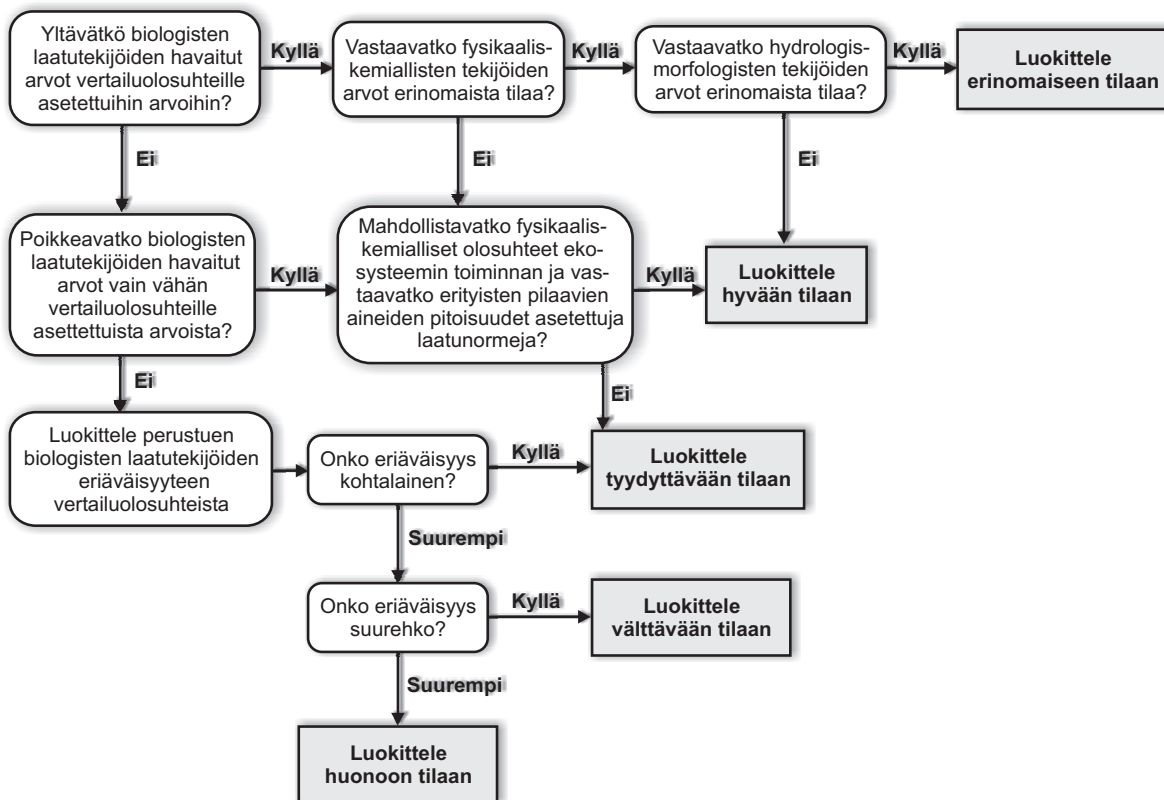 Yltävätkö biologisten
laatutekijöiden havaitut
arvot vertailuolosuhteille
asetettuihin arvoihin?
Kyllä
Vastaavatko fysikaalis-
kemiallisten tekijöiden
arvot erinomaista tilaa?
Kyllä
Vastaavatko hydrologis-
morfologisten tekijöiden
arvot erinomaista tilaa?
Kyllä
Luokittele
erinomaiseen tilaan
Ei
Ei
Ei
Poikkeavatko biologisten
laatutekijöiden havaitut
arvot vain vähän
vertailuolosuhteille
asettettuista arvoista?
Kyllä
Mahdollistavatko fysikaalis-
kemialliset olosuhteet eko-
systeemin toiminnan ja vas-
taavatko erityisten pilaavien
aineiden pitoisuudet asetettuja
laatunormeja?
Kyllä
Luokittele
hyvään tilaan
Ei
Ei
Luokittele perustuen
biologisten laatutekijöiden
eriäväisyyteen
vertailuolosuhteista
Onko eriäväisyys
kohtalainen?
Kyllä
Luokittele
tyydyttävään tilaan
Suurempi
Onko eriäväisyys
suurehko?
Kyllä
Luokittele
välttävään tilaan
Suurempi
Luokittele
huonoon tilaan